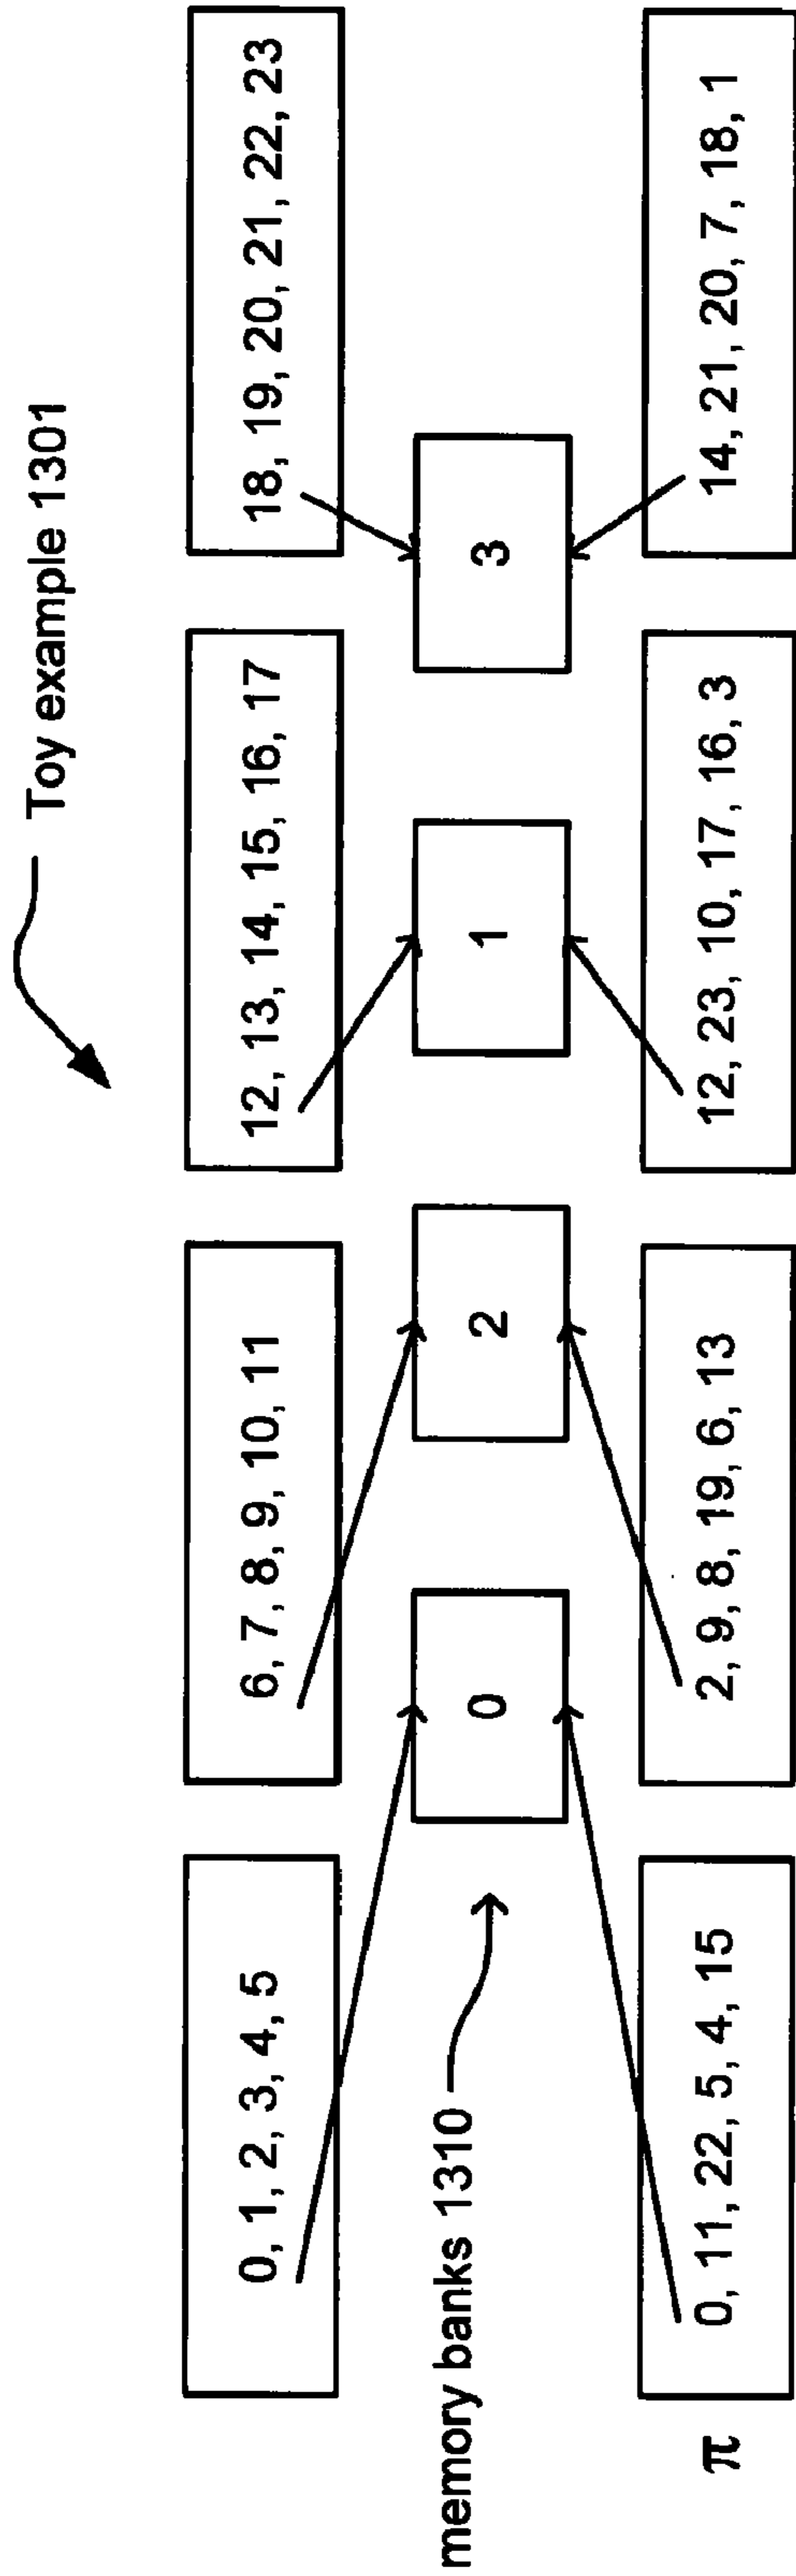 Toy example 1301
0, 1, 2, 3, 4, 5
6, 7, 8, 9, 10, 11
12, 13, 14, 15, 16, 17
18, 19, 20, 21, 22, 23
memory banks 1310
0
2
1
3
π
0, 11, 22, 5, 4, 15
2, 9, 8, 19, 6, 13
12, 23, 10, 17, 16, 3
14, 21, 20, 7, 18, 1